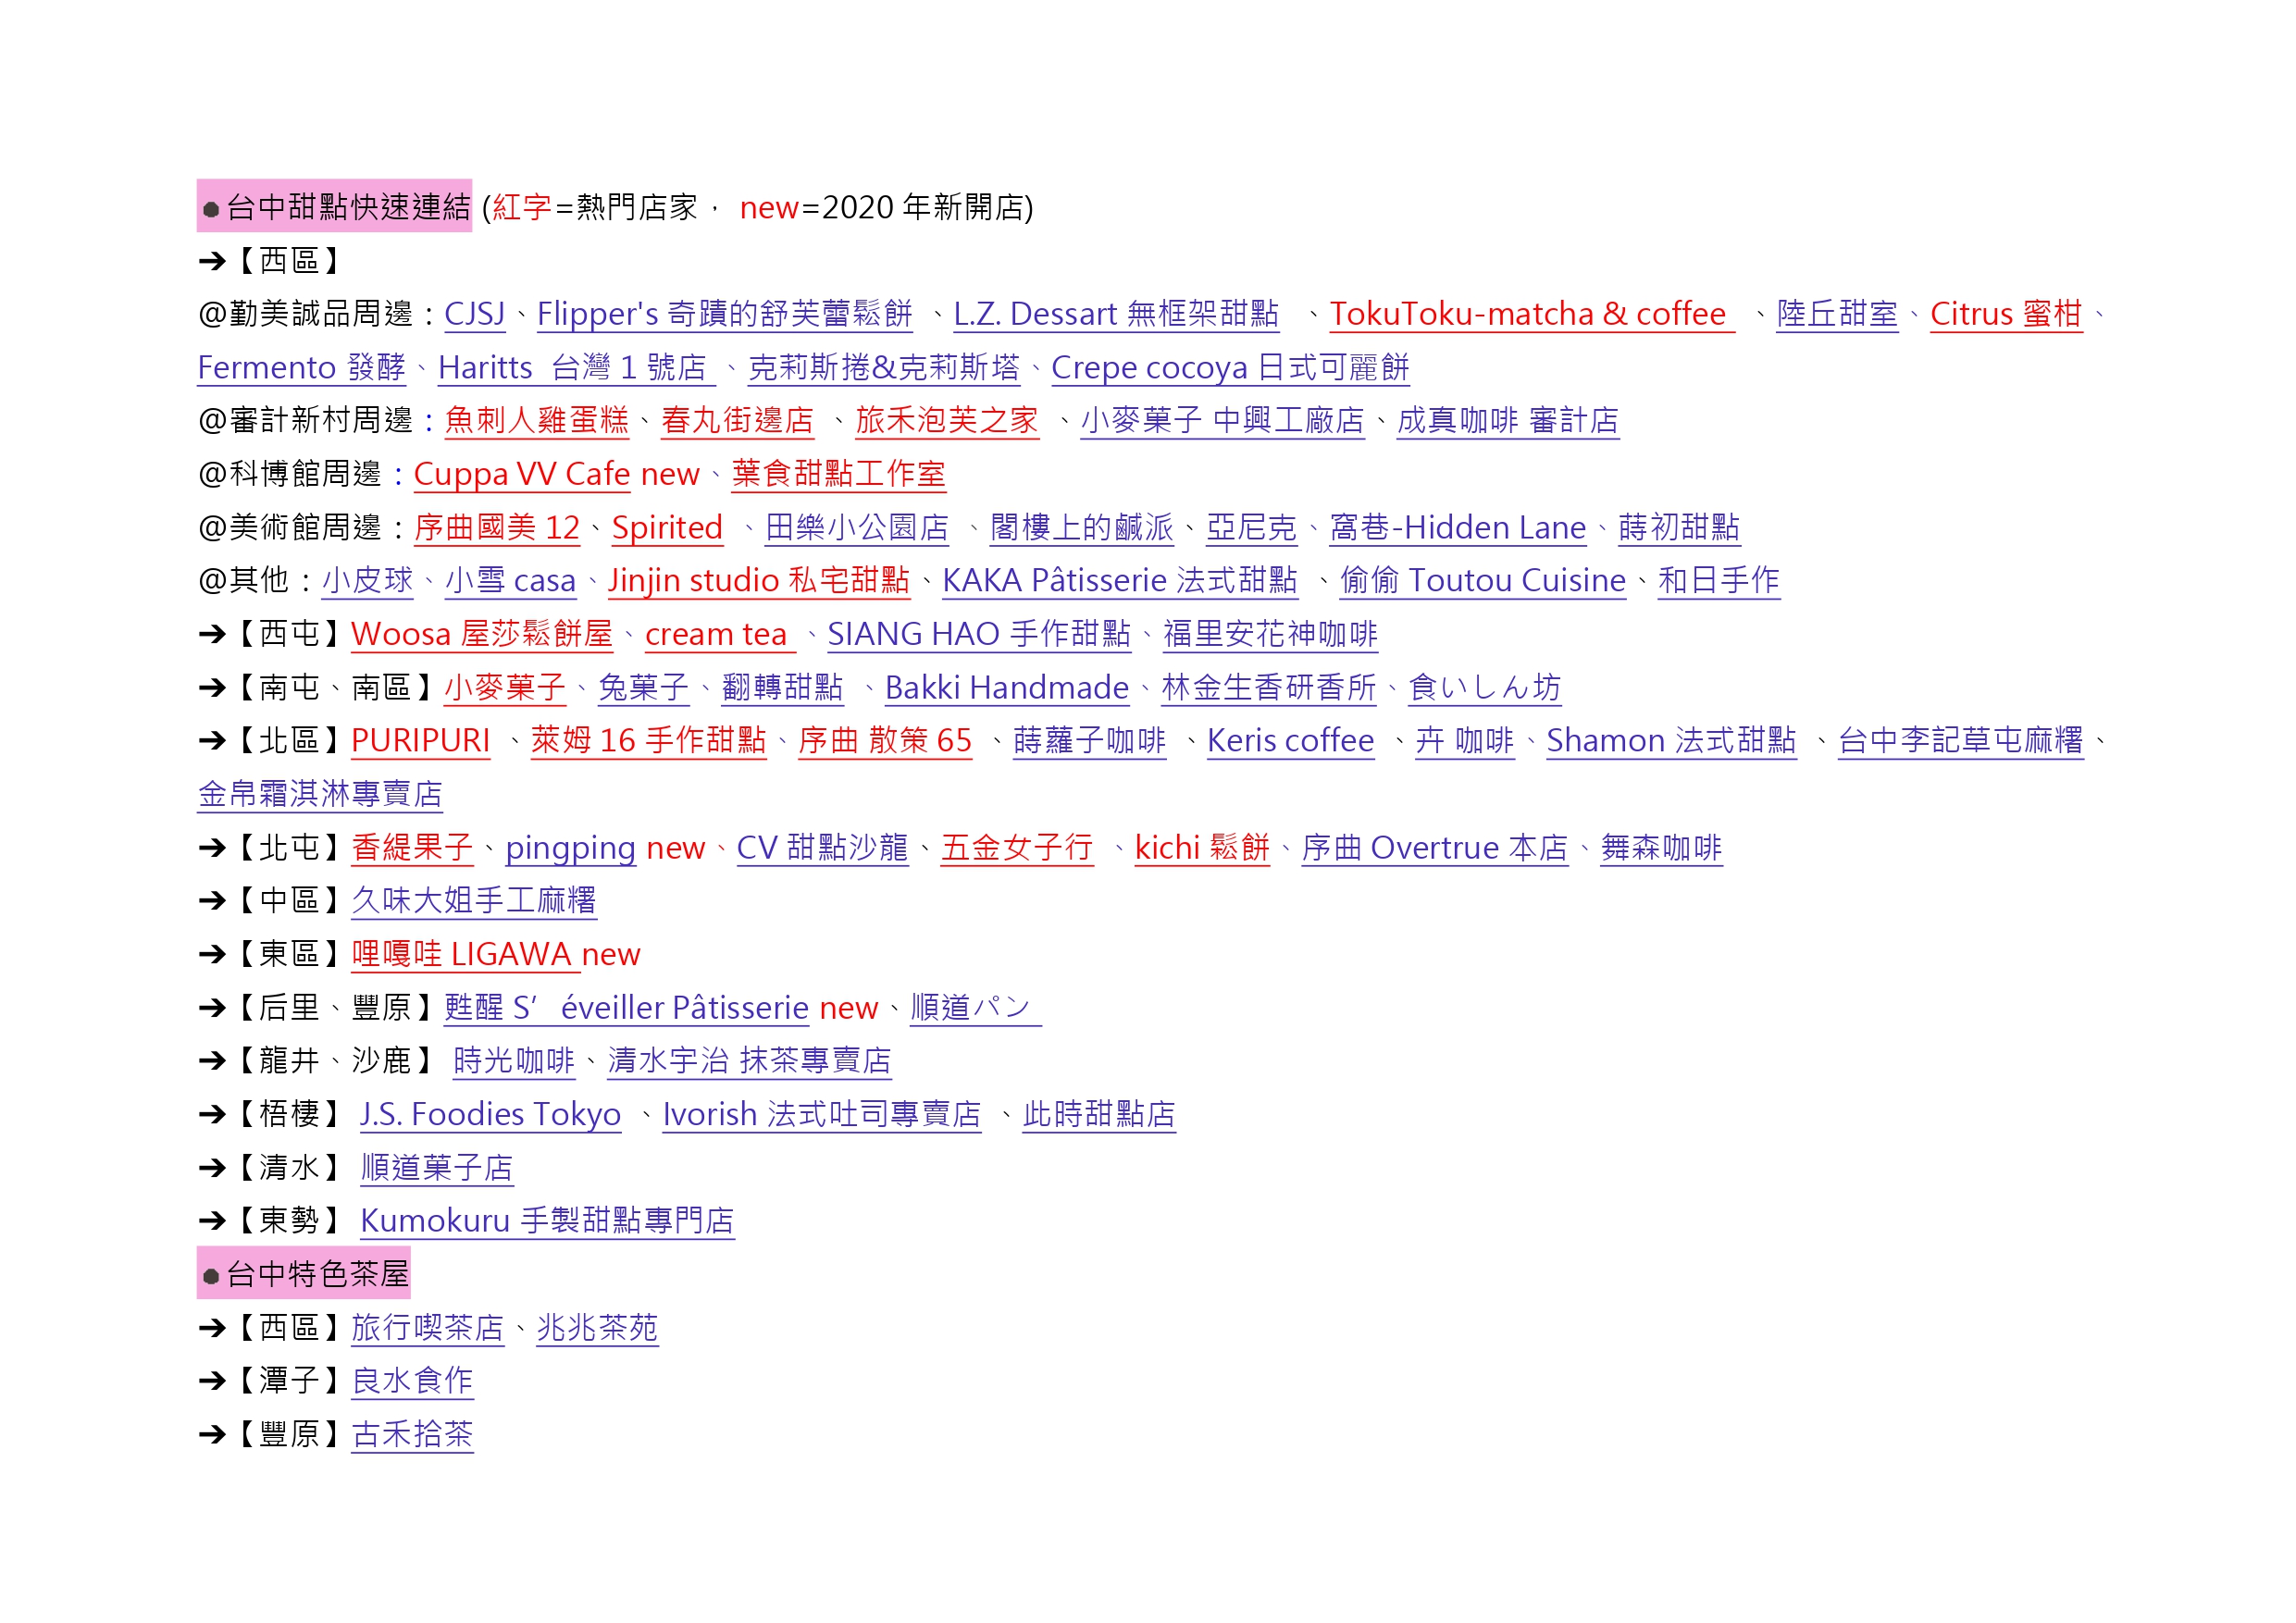 ●台中甜點快速連結 (紅字=熱門店家， new=2020 年新開店)
➔【西區】
@勤美誠品周邊：CJSJ、Flipper's 奇蹟的舒芙蕾鬆餅 、L.Z. Dessart 無框架甜點 、TokuToku-matcha & coffee 、陸丘甜室、Citrus 蜜柑、
Fermento 發酵、Haritts 台灣 1 號店 、克莉斯捲&克莉斯塔、Crepe cocoya 日式可麗餅
@審計新村周邊：魚刺人雞蛋糕、春丸街邊店 、旅禾泡芙之家 、小麥菓子 中興工廠店、成真咖啡 審計店
@科博館周邊：Cuppa VV Cafe new、葉食甜點工作室
@美術館周邊：序曲國美 12、Spirited 、田樂小公園店 、閣樓上的鹹派、亞尼克、窩巷-Hidden Lane、蒔初甜點
@其他：小皮球、小雪 casa、Jinjin studio 私宅甜點、KAKA Pâtisserie 法式甜點 、偷偷 Toutou Cuisine、和日手作
➔【西屯】Woosa 屋莎鬆餅屋、cream tea 、SIANG HAO 手作甜點、福里安花神咖啡
➔【南屯、南區】小麥菓子、兔菓子、翻轉甜點 、Bakki Handmade、林金生香研香所、食いしん坊
➔【北區】PURIPURI 、萊姆 16 手作甜點、序曲 散策 65 、蒔蘿子咖啡 、Keris coffee 、卉 咖啡、Shamon 法式甜點 、台中李記草屯麻糬、
金帛霜淇淋專賣店
➔【北屯】香緹果子、pingping new、CV 甜點沙龍、五金女子行 、kichi 鬆餅、序曲 Overtrue 本店、舞森咖啡
➔【中區】久味大姐手工麻糬
➔【東區】哩嘎哇 LIGAWA new
➔【后里、豐原】甦醒 S’ éveiller Pâtisserie new、順道パン
➔【龍井、沙鹿】 時光咖啡、清水宇治 抹茶專賣店
➔【梧棲】 J.S. Foodies Tokyo 、Ivorish 法式吐司專賣店 、此時甜點店
➔【清水】 順道菓子店
➔【東勢】 Kumokuru 手製甜點專門店
●台中特色茶屋
➔【西區】旅行喫茶店、兆兆茶苑
➔【潭子】良水食作
➔【豐原】古禾拾茶